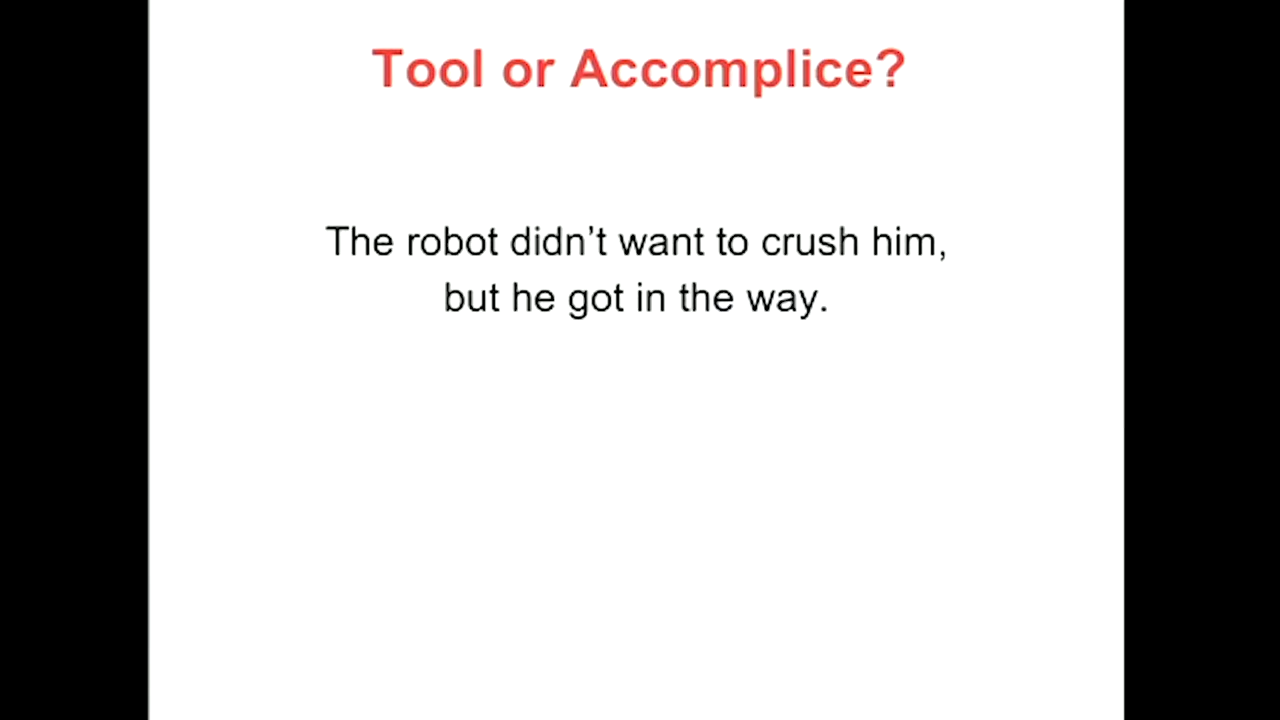 Tool or Accomplice?
The robot didn’t want to crush him,
but he got in the way.